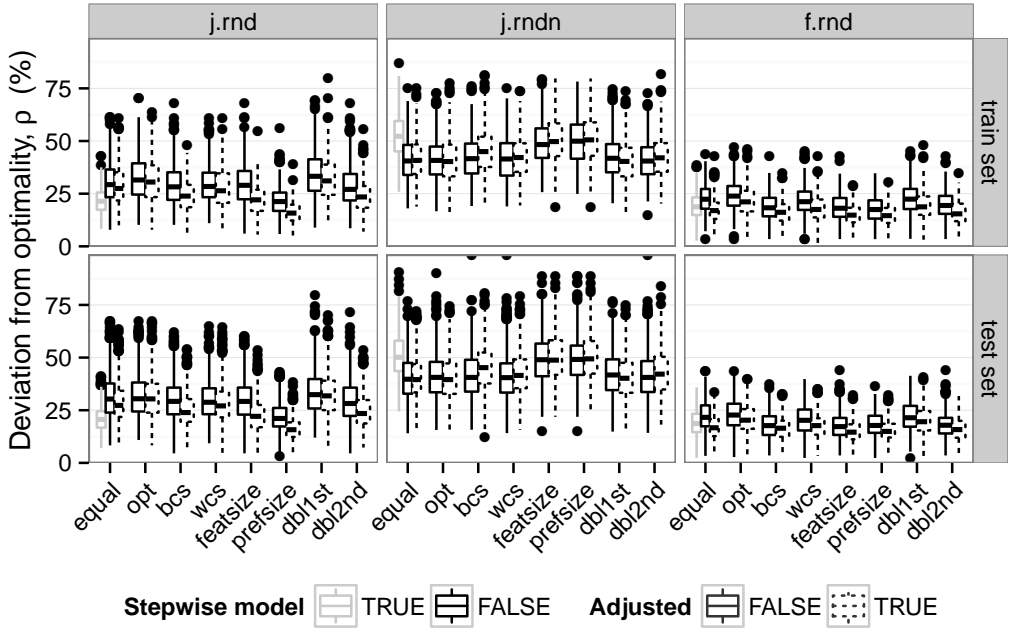 j.rnd j.rndn f.rnd
Deviation from optimality, ρ (%)
75
50
25
0
train set
75
50
25
0
test set
equal opt bcs wcs featsize prefsize dbl1st dbl2nd
equal opt bcs wcs featsize prefsize dbl1st dbl2nd
equal opt bcs wcs featsize prefsize dbl1st dbl2nd
Stepwise model TRUE FALSE Adjusted FALSE TRUE